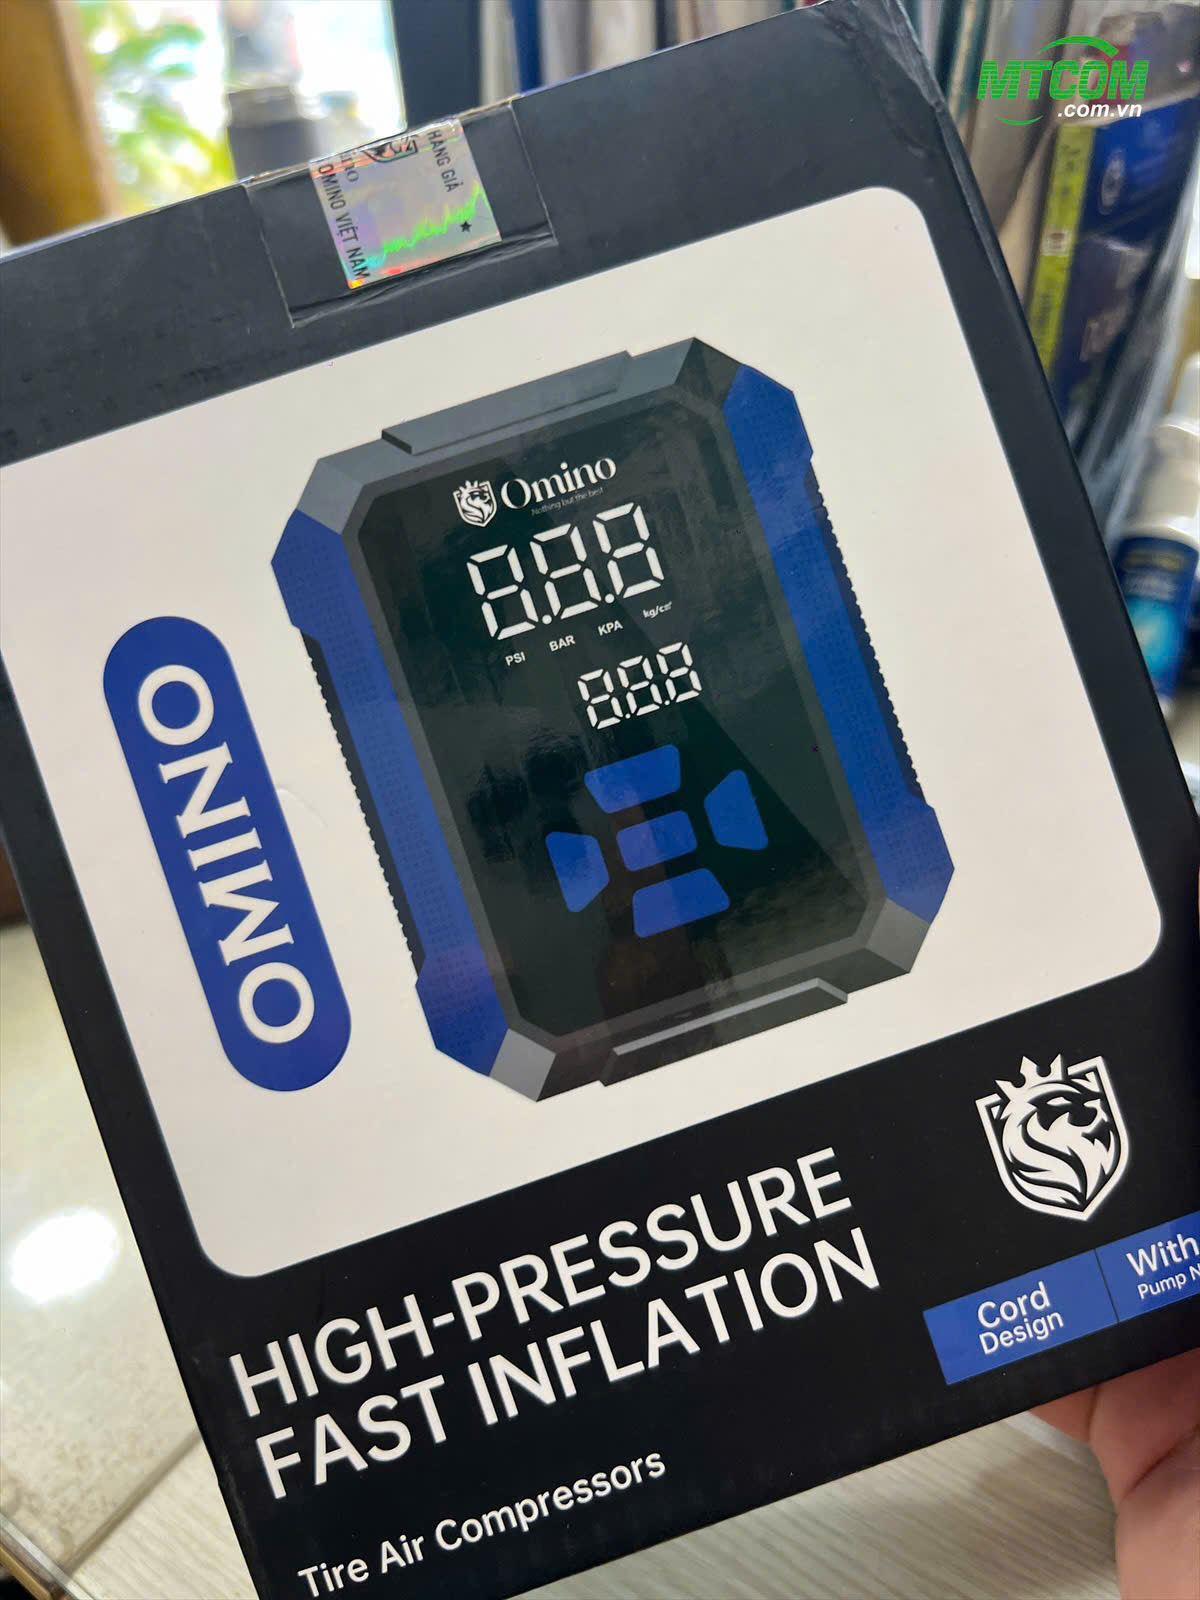 MTCOM
.com.vn
HÀNG GIẢ
OMINO VIỆT NAM
Omino
Nothing but the best
8.8.8
PSI BAR KPA kg/c㎡
8.8.8
OMINO
HIGH-PRESSURE
FAST INFLATION
Tire Air Compressors
Cord
Design
With
Pump